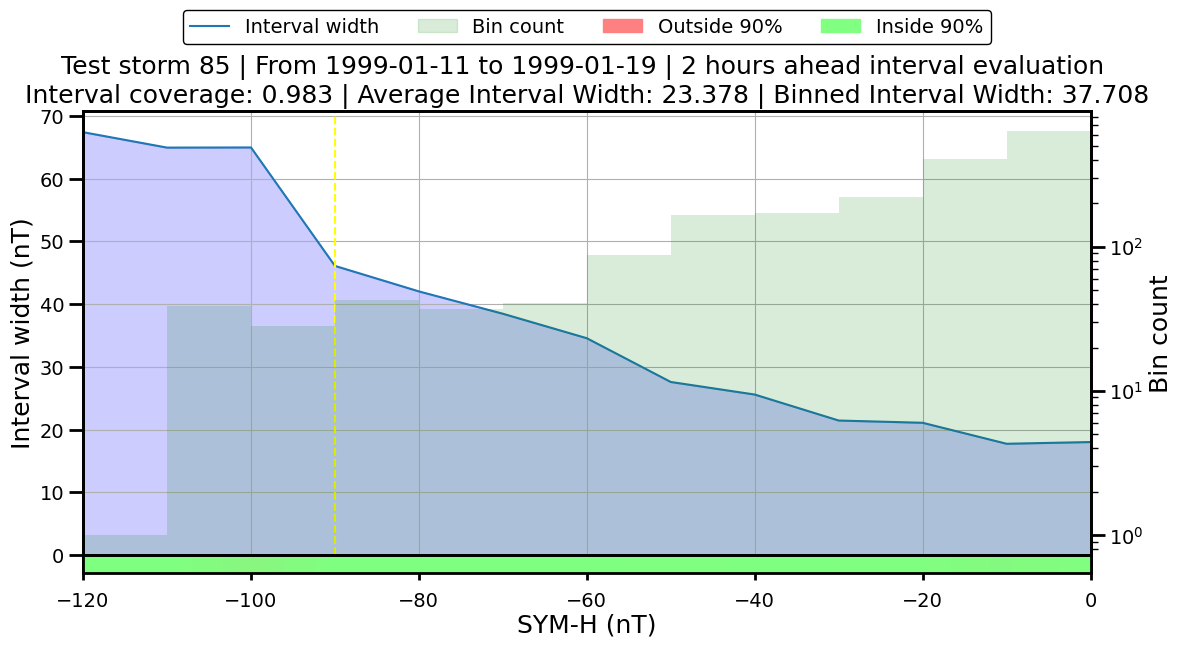 Interval width Bin count Outside 90% Inside 90%
Test storm 85 | From 1999-01-11 to 1999-01-19 | 2 hours ahead interval evaluation
Interval coverage: 0.983 | Average Interval Width: 23.378 | Binned Interval Width: 37.708
70
60
50
40
30
20
10
0
Interval width (nT)
10²
10¹
10⁰
Bin count
−120 −100 −80 −60 −40 −20 0
SYM-H (nT)